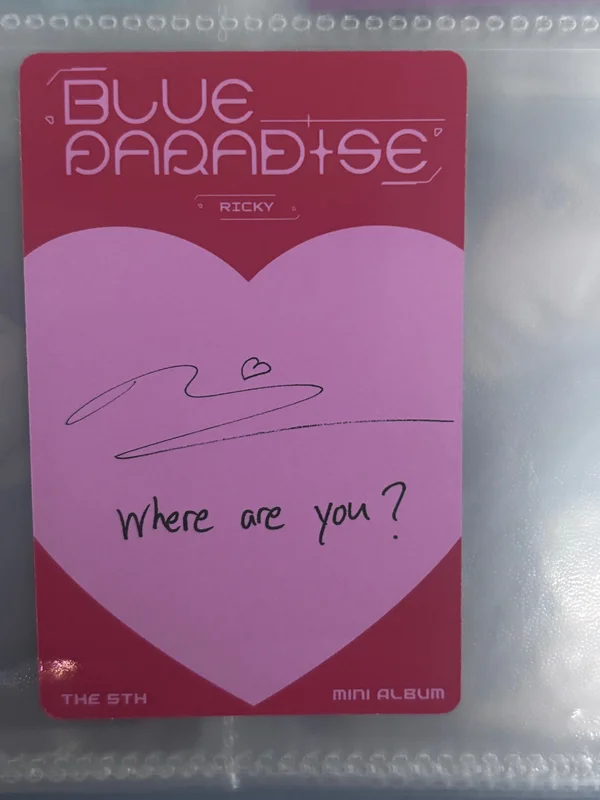 BLUE
PARADISE
RICKY
Where are you?
THE 5TH
MINI ALBUM